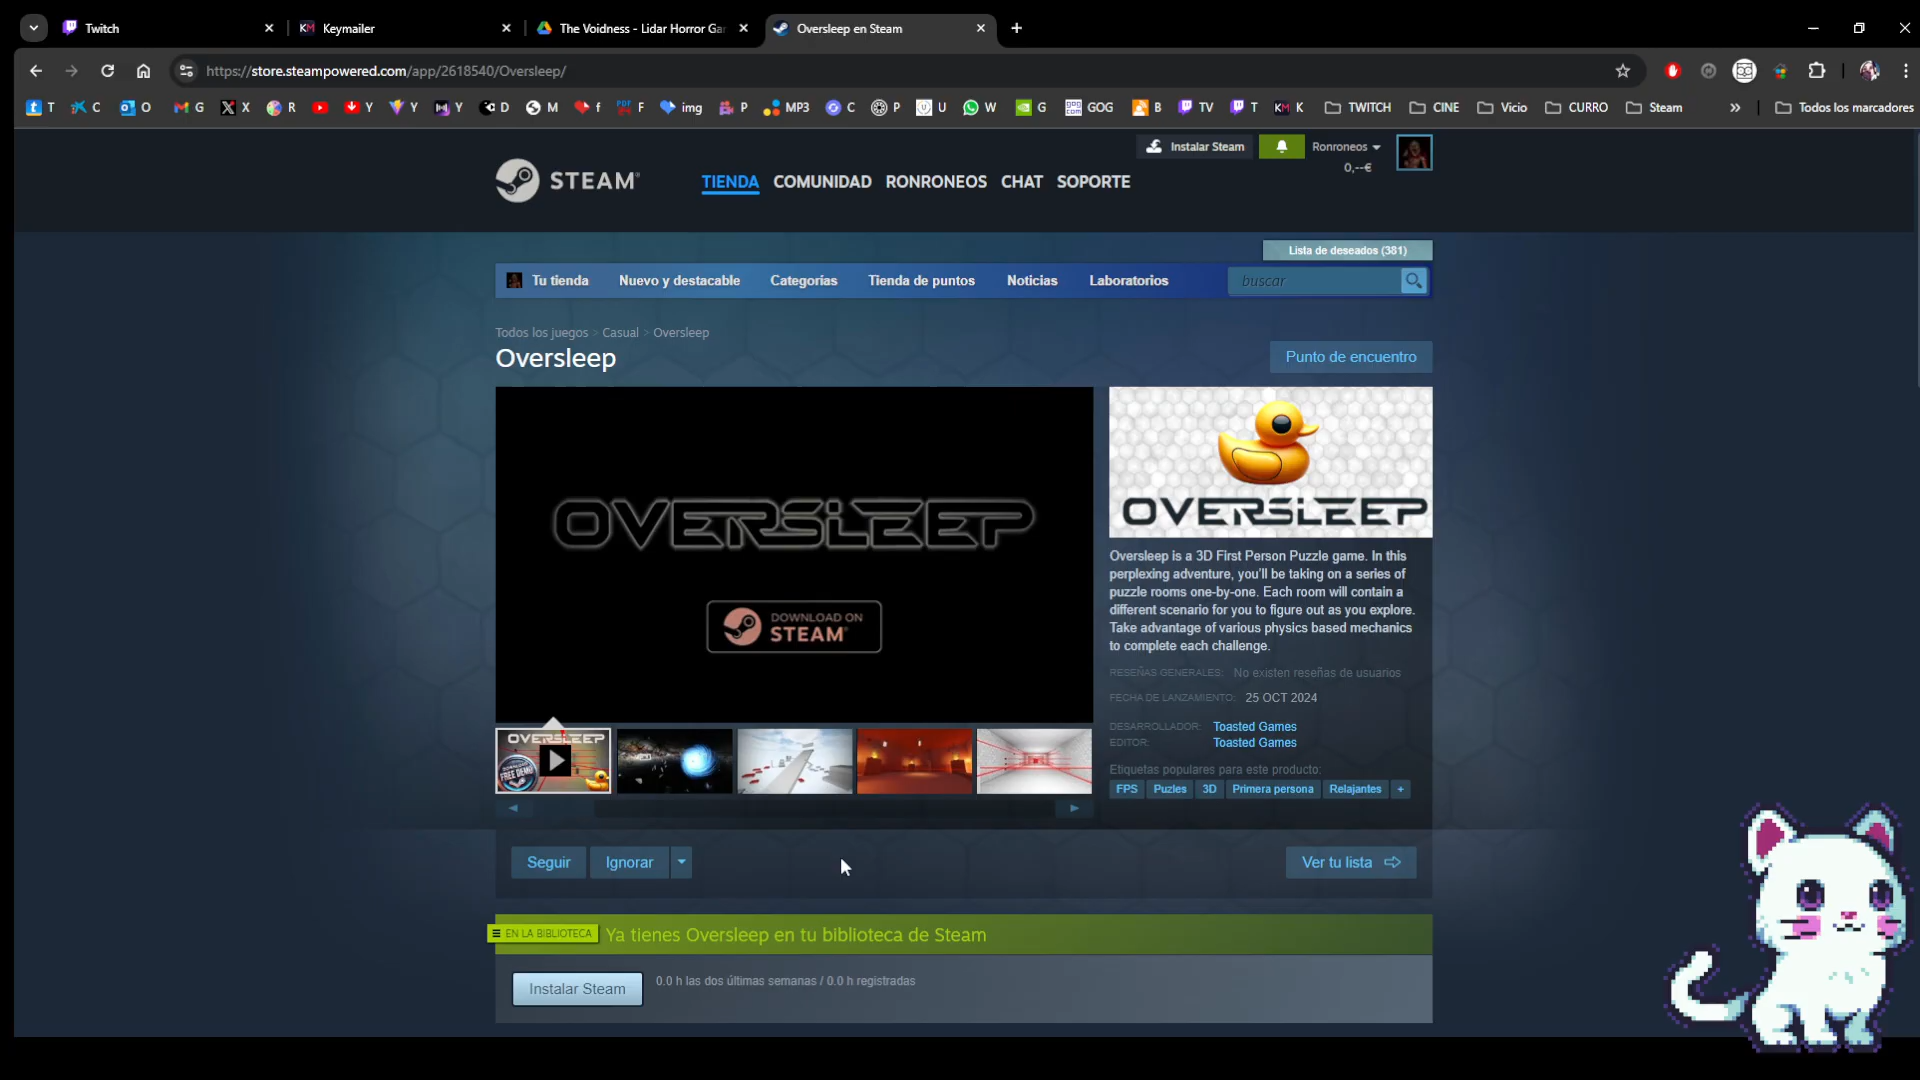 Twitch
Keymailer
The Voidness - Lidar Horror Gar
Oversleep en Steam
https://store.steampowered.com/app/2618540/Oversleep/
T C O G X R Y Y Y D M f F img P MP3 C P U W G GOG B TV T K TWITCH CINE Vicio CURRO Steam » Todos los marcadores
Instalar Steam
Ronroneos
0,--€
STEAM®
TIENDA COMUNIDAD RONRONEOS CHAT SOPORTE
Lista de deseados (381)
Tu tienda Nuevo y destacable Categorías Tienda de puntos Noticias Laboratorios buscar
Todos los juegos > Casual > Oversleep
Oversleep
Punto de encuentro
OVERSLEEP
DOWNLOAD ON
STEAM®
OVERSLEEP
Oversleep is a 3D First Person Puzzle game. In this
perplexing adventure, you'll be taking on a series of
puzzle rooms one-by-one. Each room will contain a
different scenario for you to figure out as you explore.
Take advantage of various physics based mechanics
to complete each challenge.
RESEÑAS GENERALES: No existen reseñas de usuarios
FECHA DE LANZAMIENTO: 25 OCT 2024
DESARROLLADOR: Toasted Games
EDITOR: Toasted Games
Etiquetas populares para este producto:
FPS Puzles 3D Primera persona Relajantes +
OVERSLEEP
DOWNLOAD
FREE DEMO
Seguir Ignorar
Ver tu lista
EN LA BIBLIOTECA
Ya tienes Oversleep en tu biblioteca de Steam
Instalar Steam
0.0 h las dos últimas semanas / 0.0 h registradas